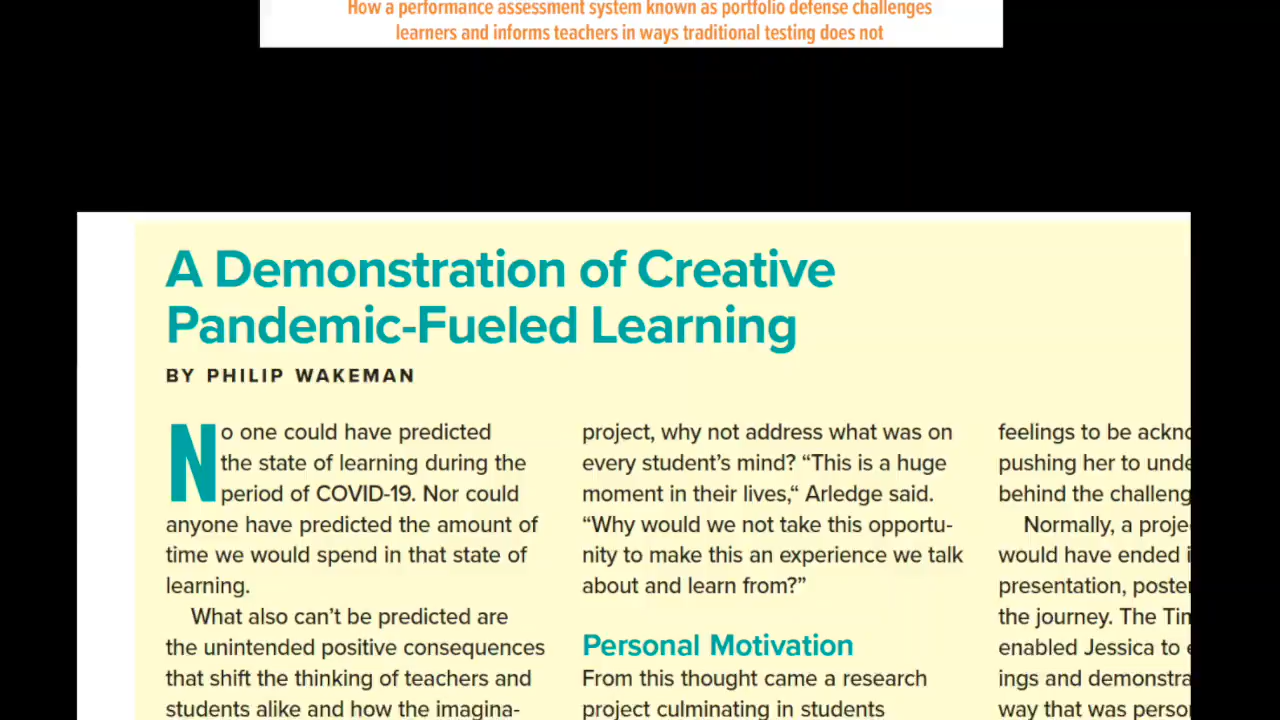 How a performance assessment system known as portfolio defense challenges
learners and informs teachers in ways traditional testing does not
A Demonstration of Creative
Pandemic-Fueled Learning
BY PHILIP WAKEMAN
No one could have predicted
the state of learning during the
period of COVID-19. Nor could
anyone have predicted the amount of
time we would spend in that state of
learning.
What also can’t be predicted are
the unintended positive consequences
that shift the thinking of teachers and
students alike and how the imagina-
project, why not address what was on
every student’s mind? “This is a huge
moment in their lives,“ Arledge said.
“Why would we not take this opportu-
nity to make this an experience we talk
about and learn from?”
Personal Motivation
From this thought came a research
project culminating in students
feelings to be
pushing her to
behind the
Normally, a
would have ended
presentation,
the journey. The
enabled Jessica to
ings and
way that was